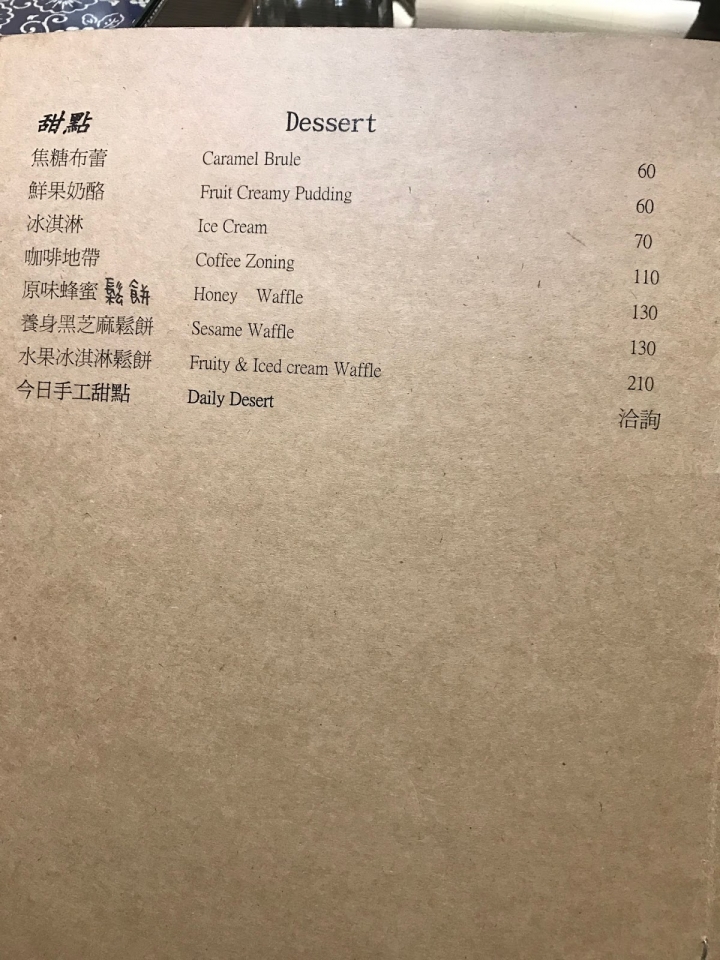 甜點 Dessert
焦糖布蕾 Caramel Brule 60
鮮果奶酪 Fruit Creamy Pudding 60
冰淇淋 Ice Cream 70
咖啡地帶 Coffee Zoning 110
原味蜂蜜鬆餅 Honey Waffle 130
養身黑芝麻鬆餅 Sesame Waffle 130
水果冰淇淋鬆餅 Fruity & Iced cream Waffle 210
今日手工甜點 Daily Desert 洽詢